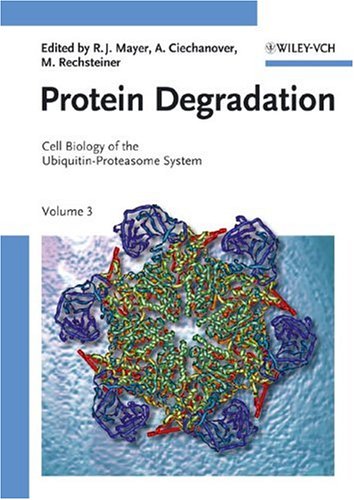 Edited by R. J. Mayer, A. Ciechanover,
M. Rechsteiner
WILEY-VCH
Protein Degradation
Cell Biology of the
Ubiquitin-Proteasome System
Volume 3